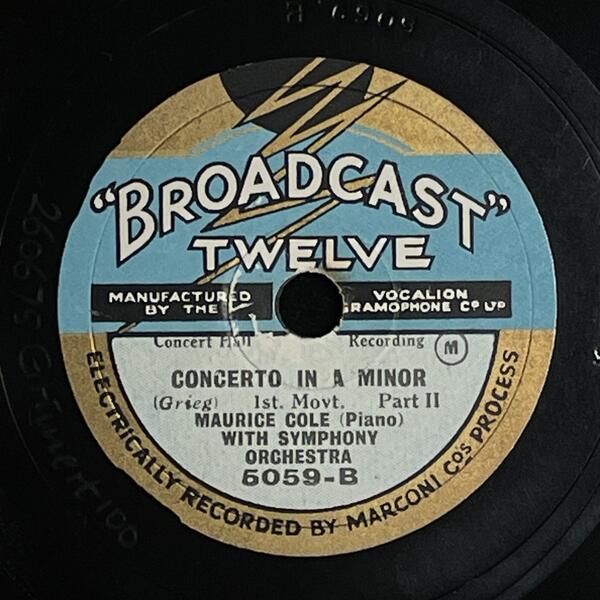 "BROADCAST"
TWELVE
MANUFACTURED
BY THE
VOCALION
GRAMOPHONE Cº LTD
Concert Hall Recording M
CONCERTO IN A MINOR
(Grieg) 1st. Movt. Part II
MAURICE COLE (Piano)
WITH SYMPHONY
ORCHESTRA
5059-B
ELECTRICALLY RECORDED BY MARCONI COS PROCESS